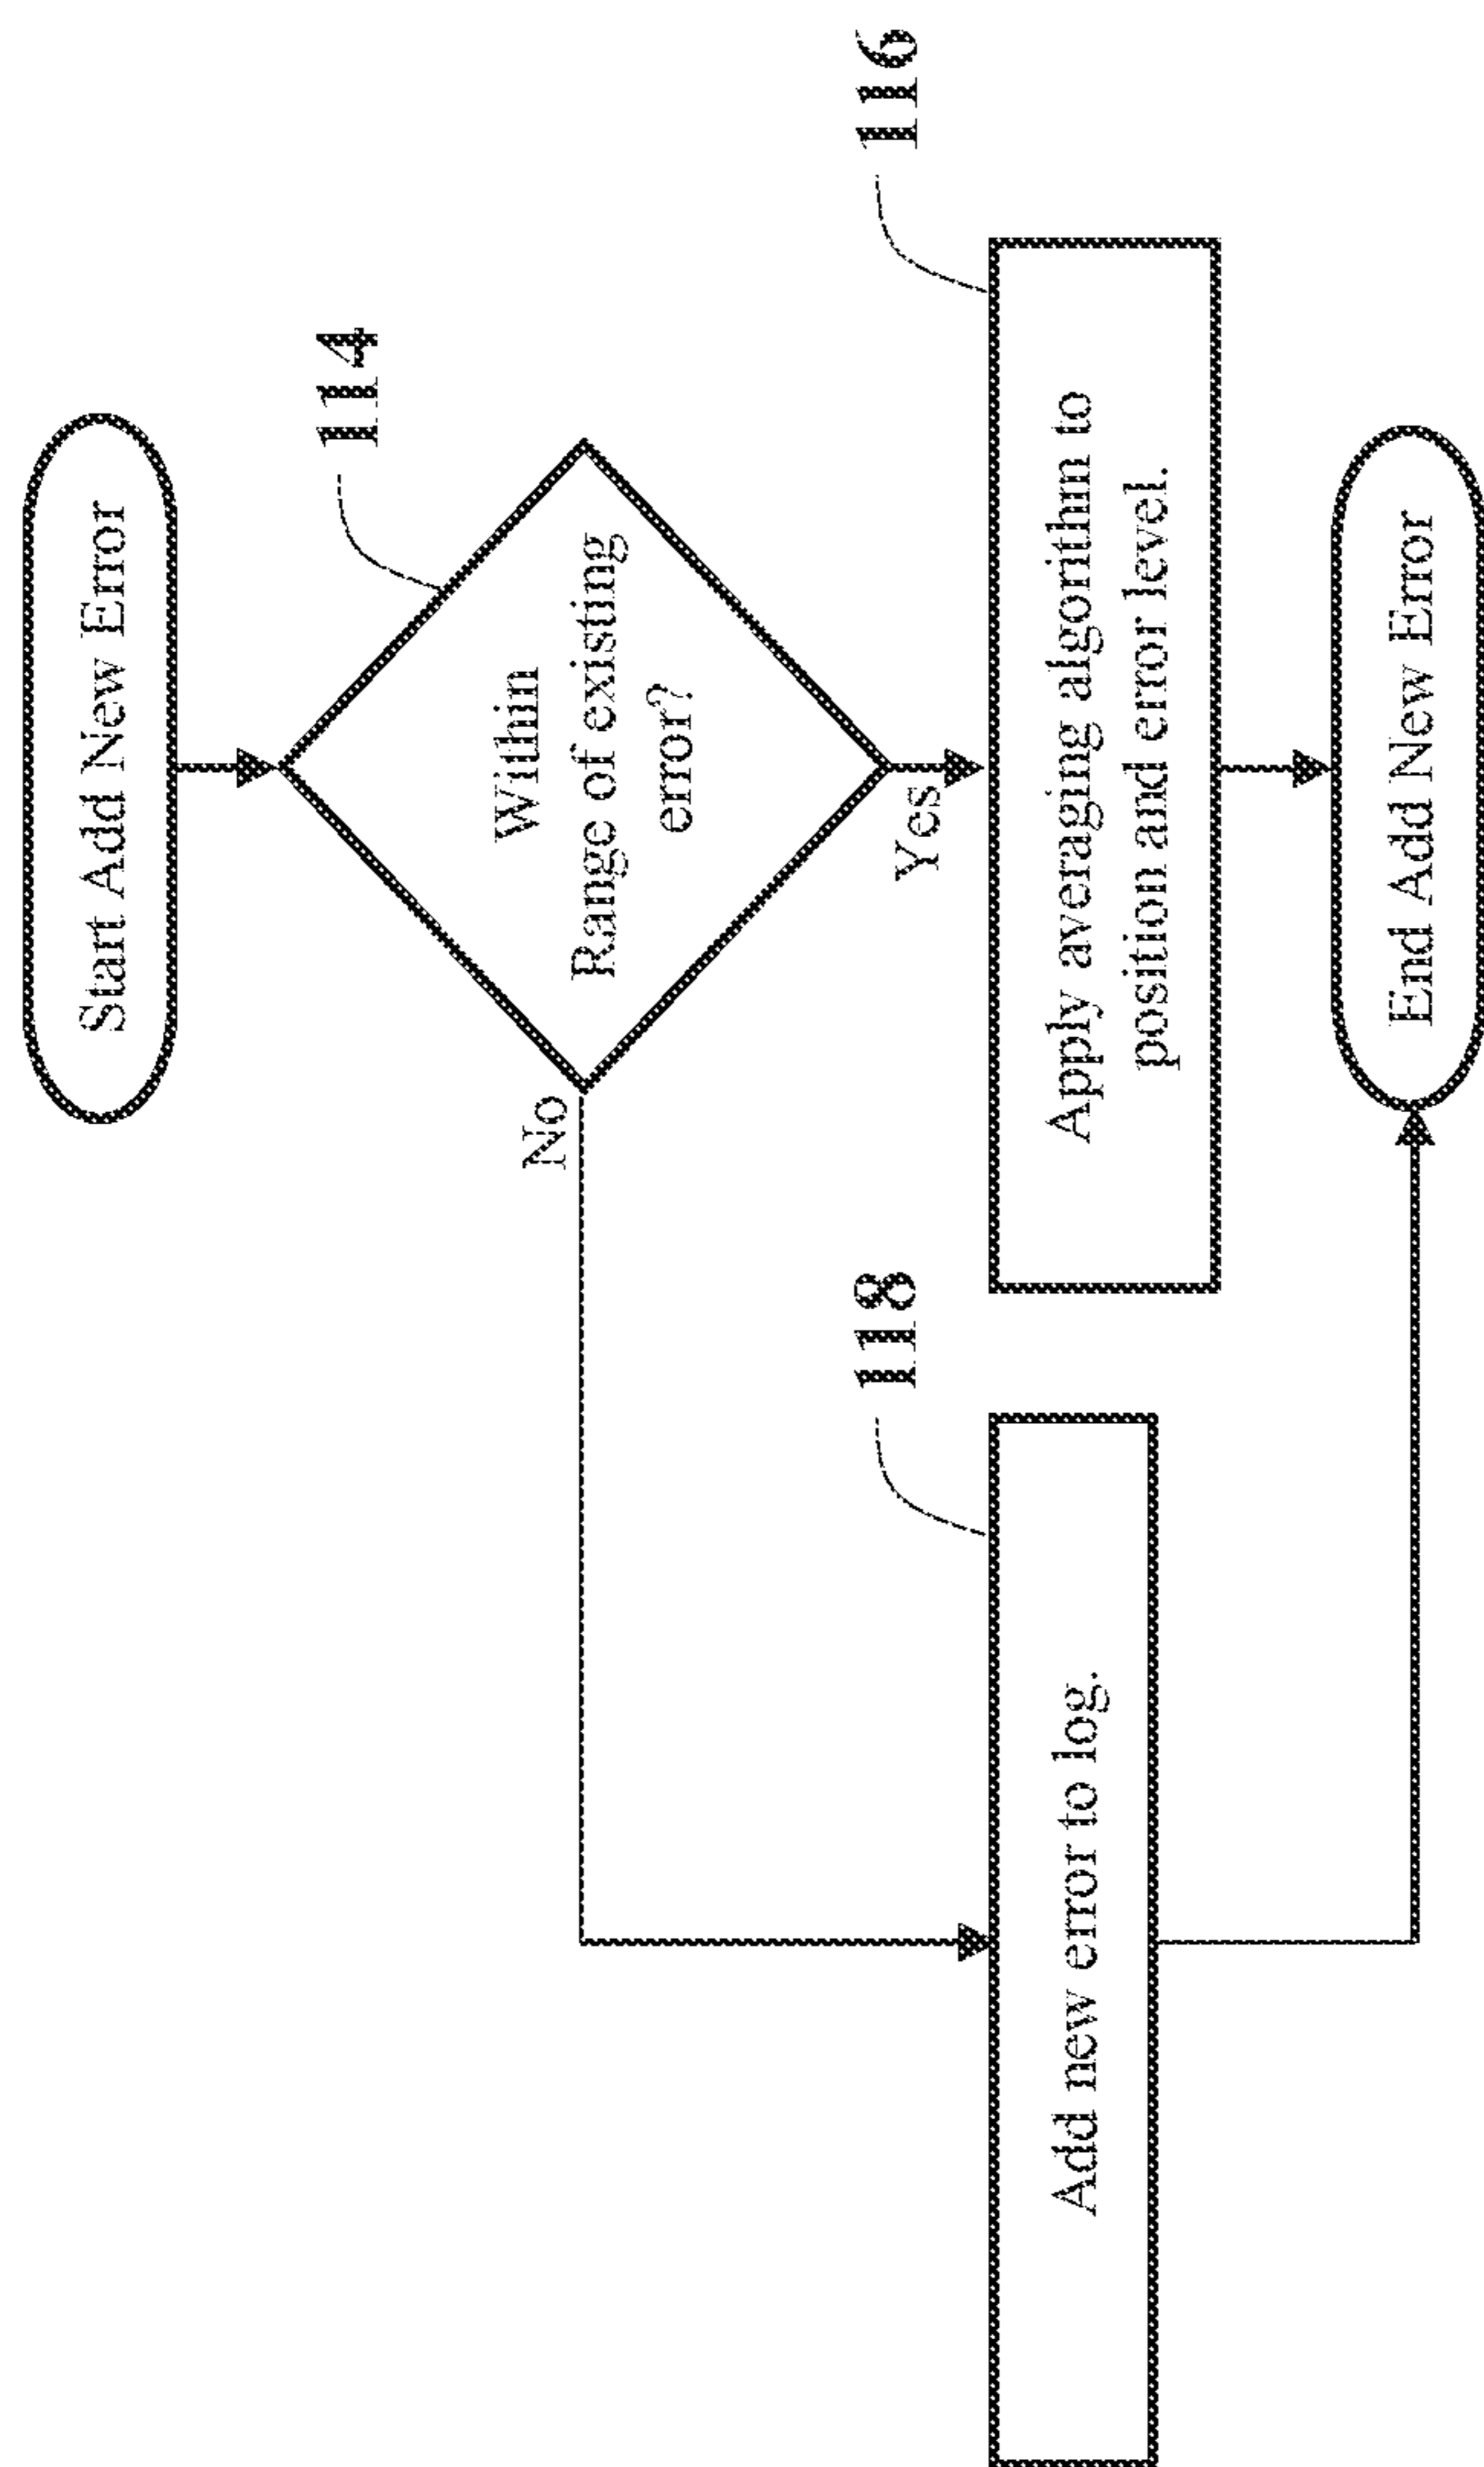 Start Add New Error
114
Within
Range of existing
error?
No
Yes
118
116
Add new error to log.
Apply averaging algorithm to
position and error level.
End Add New Error